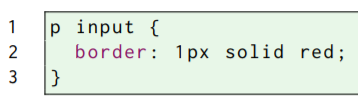 1 p input {
2   border: 1px solid red;
3 }